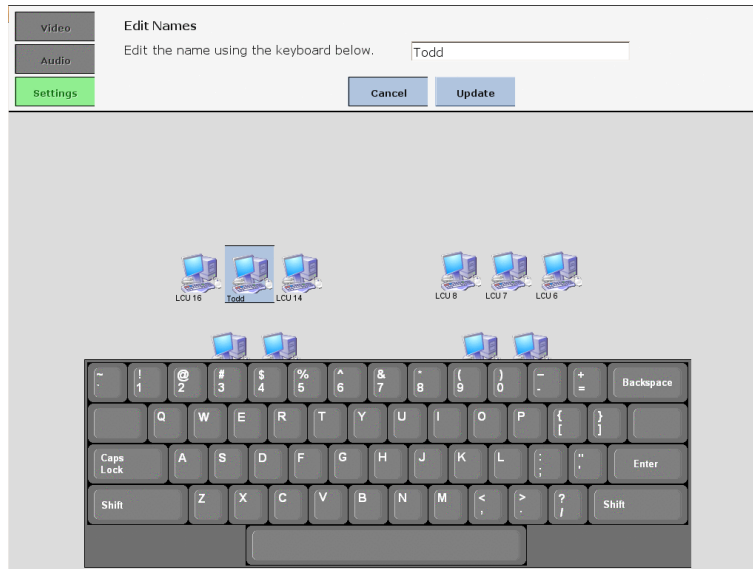 Video
Audio
Settings
Edit Names
Edit the name using the keyboard below.
Todd
Cancel
Update
LCU 16
Todd
LCU 14
LCU 8
LCU 7
LCU 6
~ ! @ # $ % ^ & * ( ) _ +
` 1 2 3 4 5 6 7 8 9 0 - = Backspace
Q W E R T Y U I O P { }
[ ]
Caps Lock A S D F G H J K L : " Enter
; '
Shift Z X C V B N M < > ? Shift
, . /